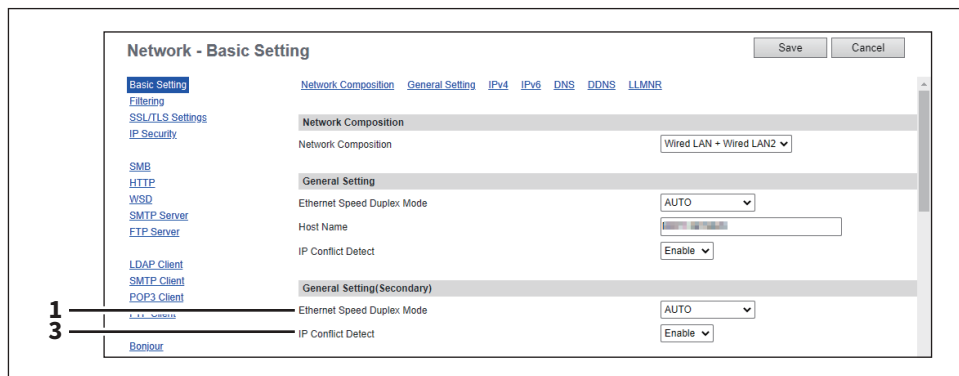 Network - Basic Setting
Save Cancel
Basic Setting
Filtering
SSL/TLS Settings
IP Security
SMB
HTTP
WSD
SMTP Server
FTP Server
LDAP Client
SMTP Client
POP3 Client
FTP Client
Bonjour
Network Composition General Setting IPv4 IPv6 DNS DDNS LLMNR
Network Composition
Network Composition Wired LAN + Wired LAN2
General Setting
Ethernet Speed Duplex Mode AUTO
Host Name
IP Conflict Detect Enable
General Setting(Secondary)
1 Ethernet Speed Duplex Mode AUTO
3 IP Conflict Detect Enable